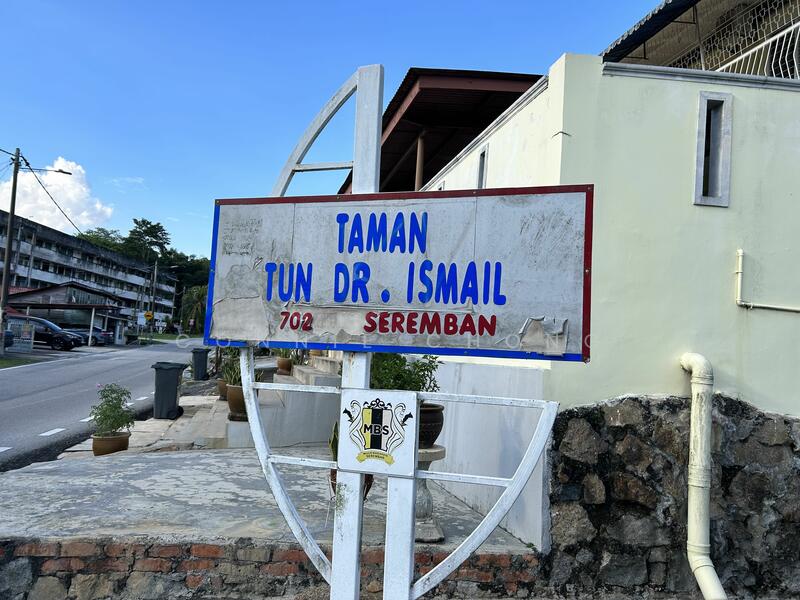 TAMAN
TUN DR. ISMAIL
702 SEREMBAN
MBS